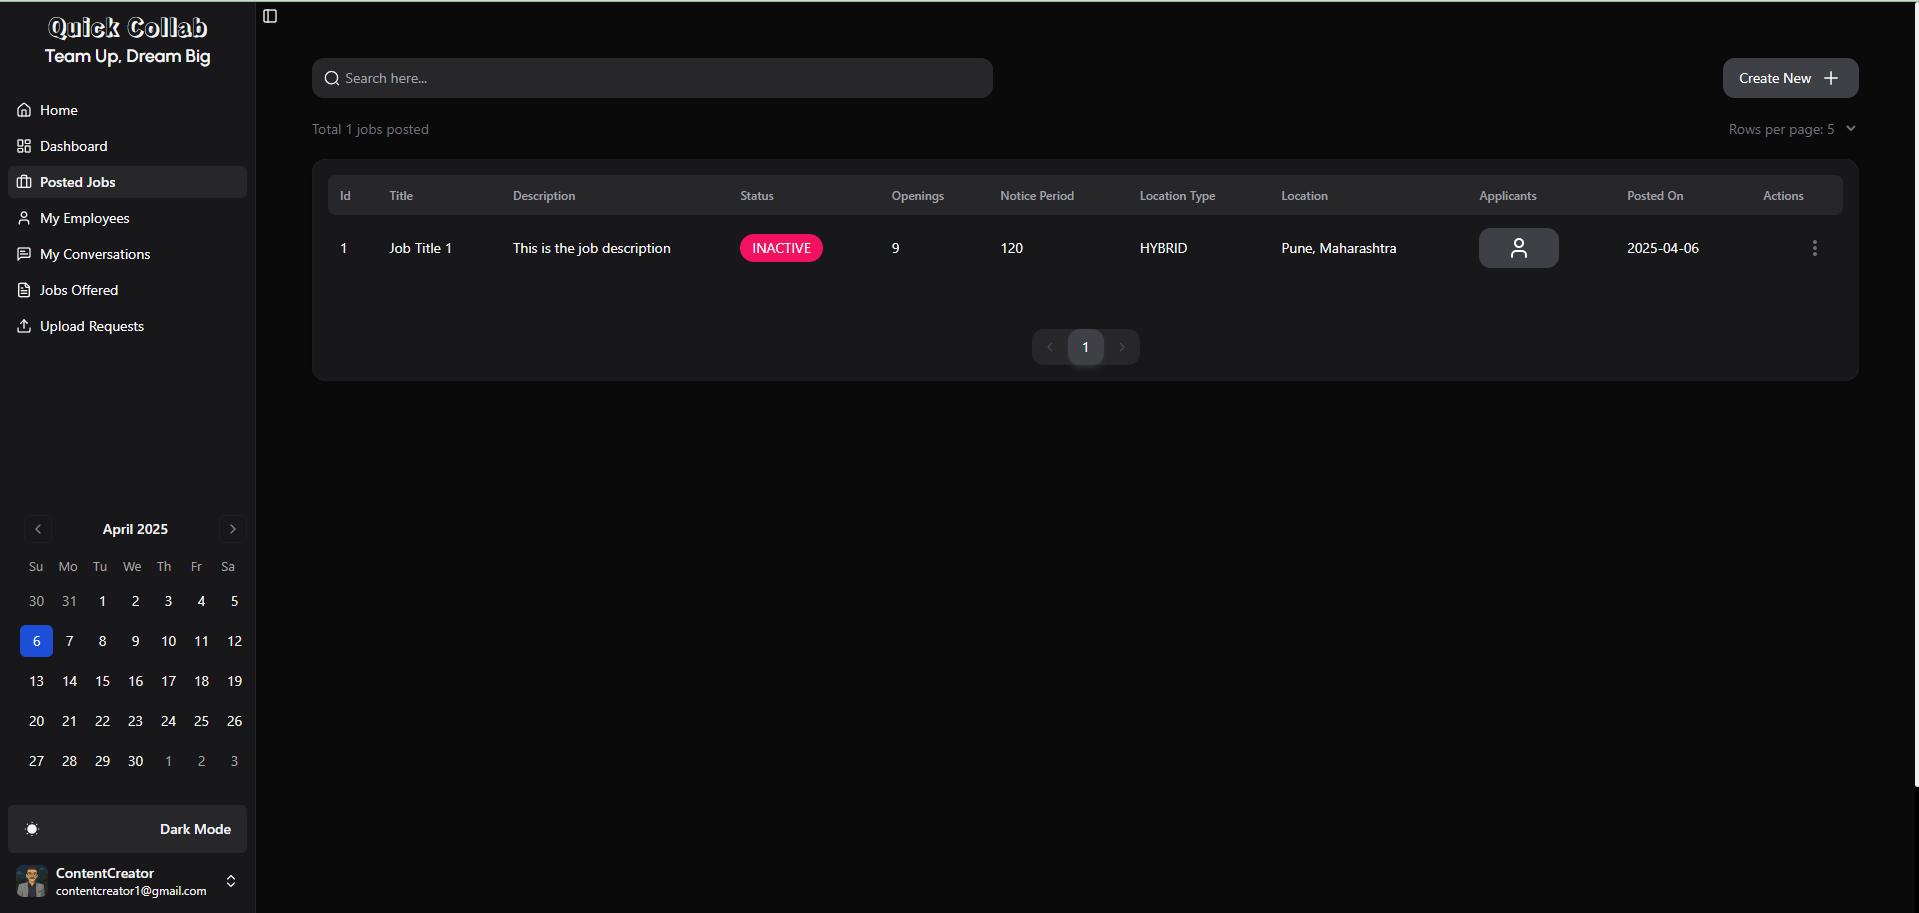 Quick Collab
Team Up, Dream Big
Home
Dashboard
Posted Jobs
My Employees
My Conversations
Jobs Offered
Upload Requests
April 2025
Su Mo Tu We Th Fr Sa
30 31 1 2 3 4 5
6 7 8 9 10 11 12
13 14 15 16 17 18 19
20 21 22 23 24 25 26
27 28 29 30 1 2 3
Dark Mode
ContentCreator
contentcreator1@gmail.com
Search here...
Create New
Total 1 jobs posted
Rows per page: 5
Id Title Description Status Openings Notice Period Location Type Location Applicants Posted On Actions
1 Job Title 1 This is the job description INACTIVE 9 120 HYBRID Pune, Maharashtra 2025-04-06
1